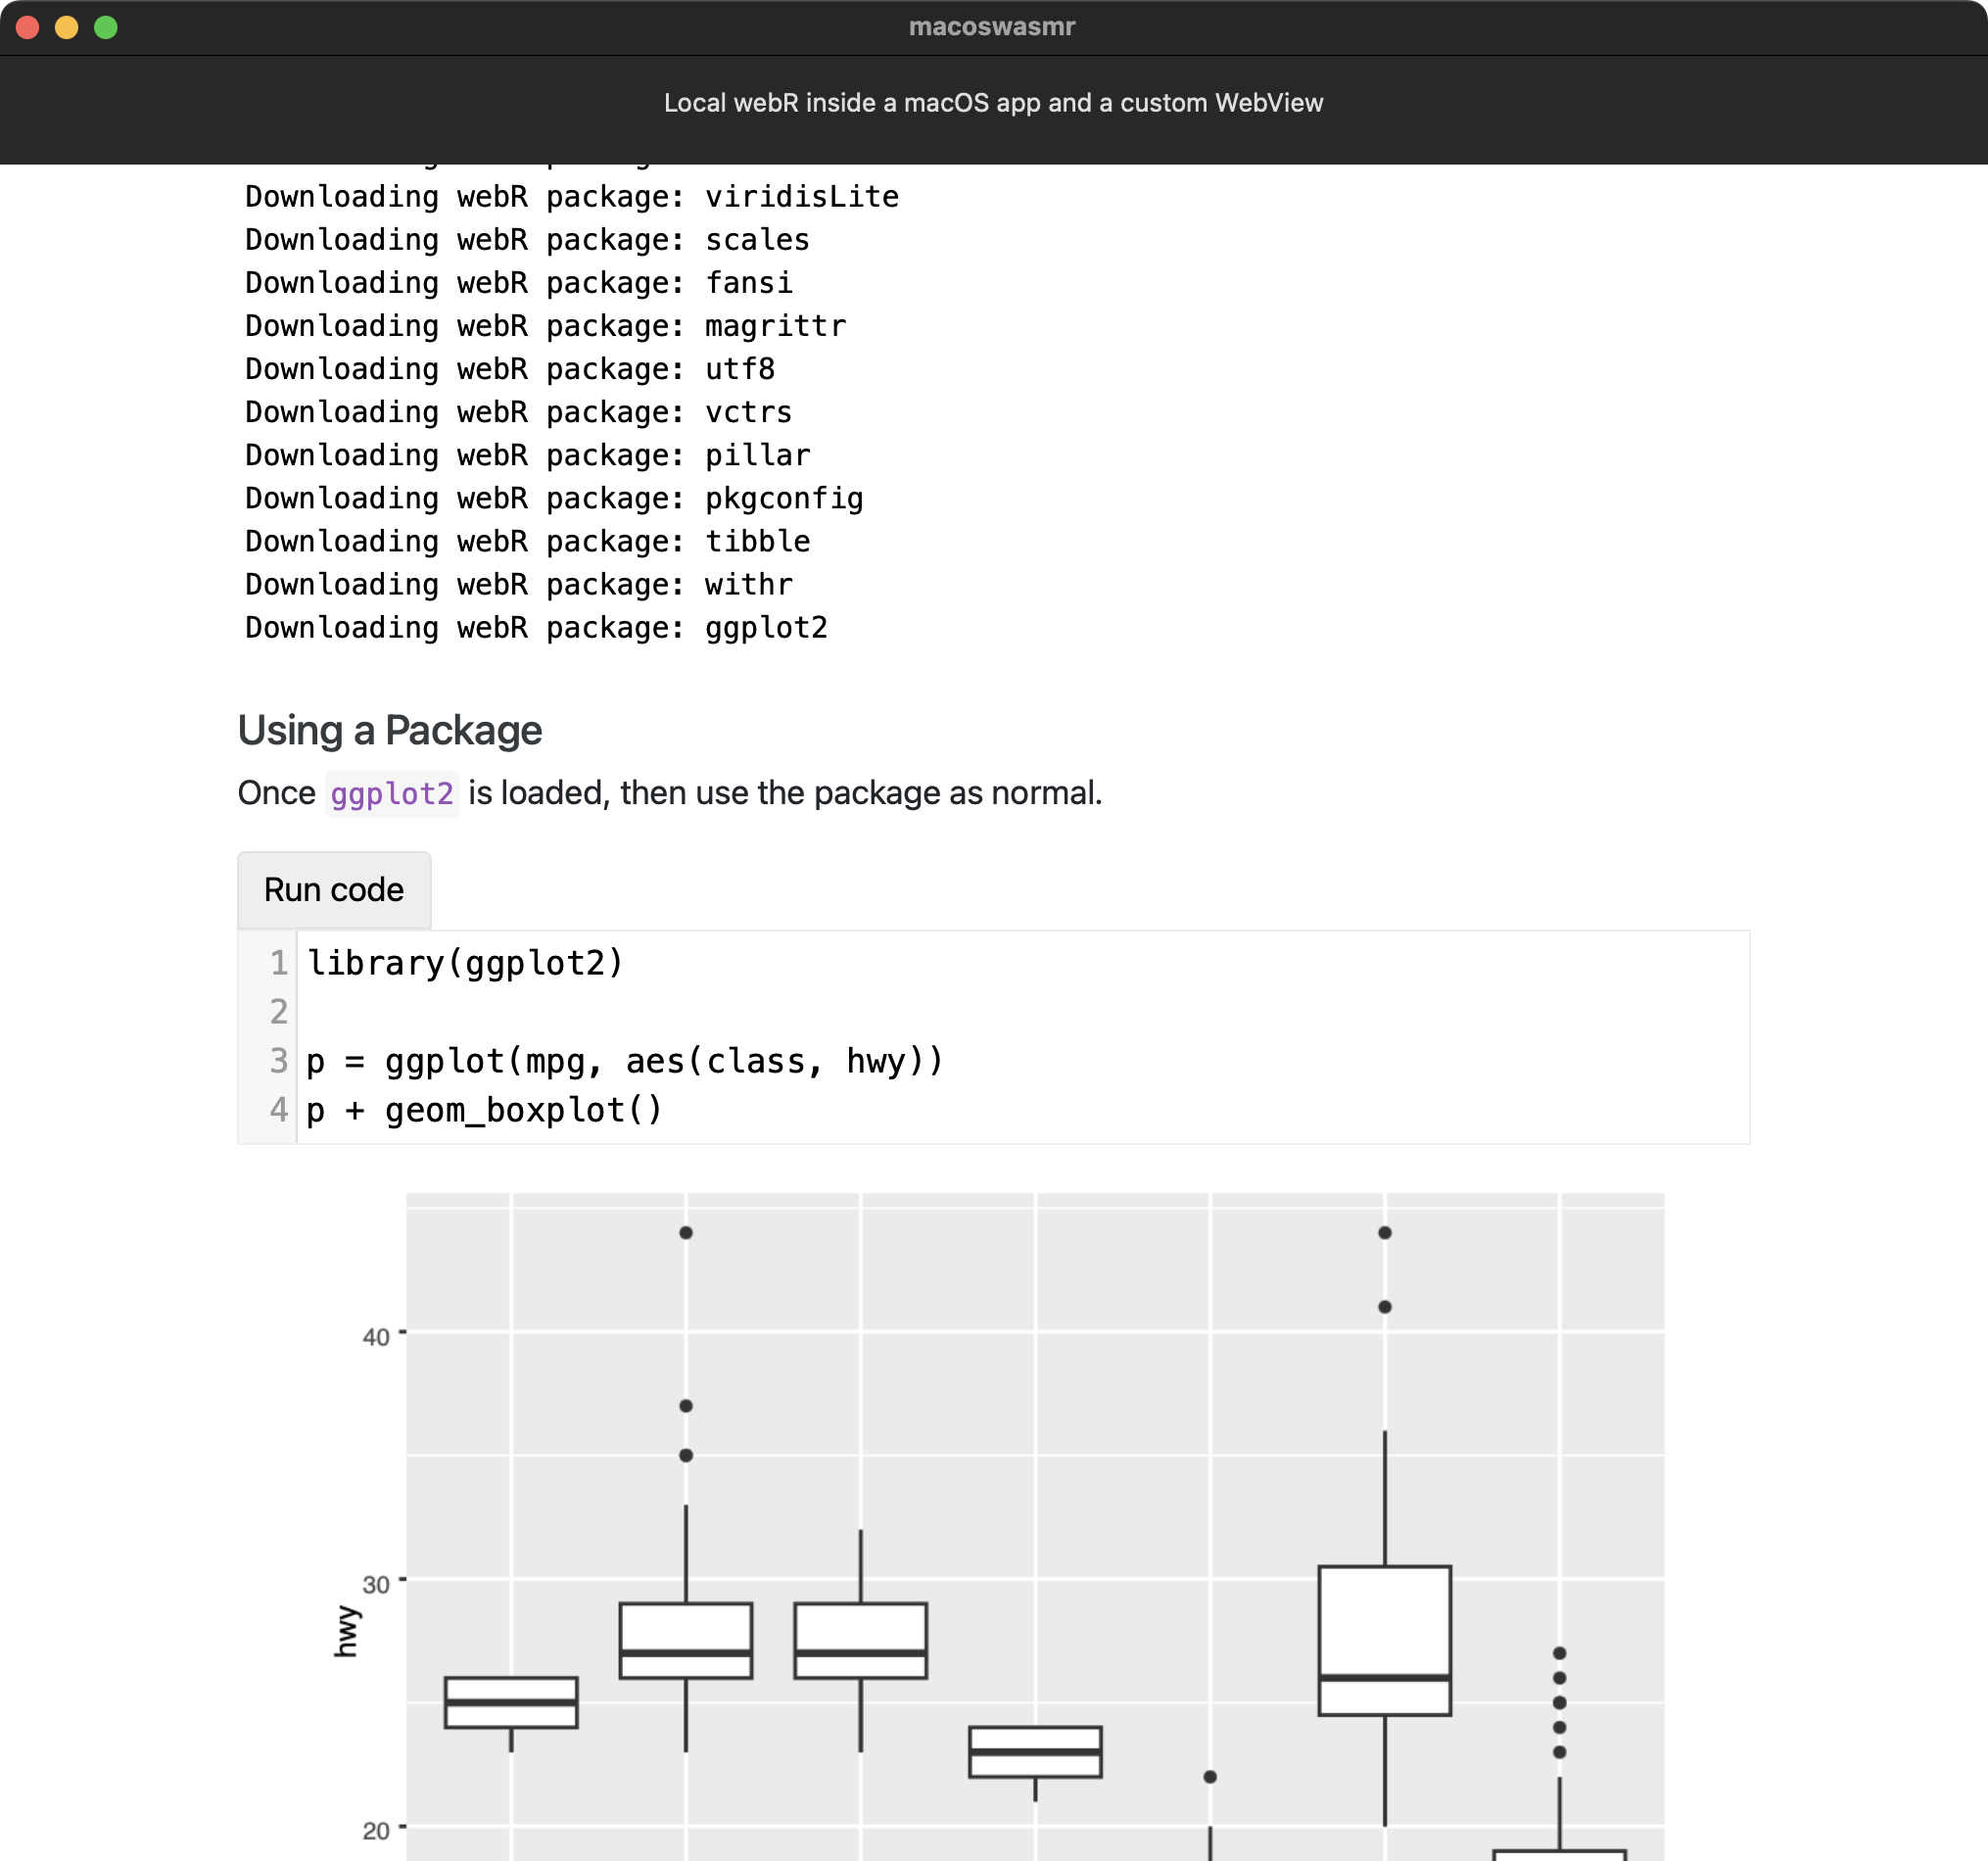 macoswasmr
Local webR inside a macOS app and a custom WebView
Downloading webR package: viridisLite
Downloading webR package: scales
Downloading webR package: fansi
Downloading webR package: magrittr
Downloading webR package: utf8
Downloading webR package: vctrs
Downloading webR package: pillar
Downloading webR package: pkgconfig
Downloading webR package: tibble
Downloading webR package: withr
Downloading webR package: ggplot2
Using a Package
Once ggplot2 is loaded, then use the package as normal.
Run code
1 library(ggplot2)
2
3 p = ggplot(mpg, aes(class, hwy))
4 p + geom_boxplot()
40
30
hwy
20